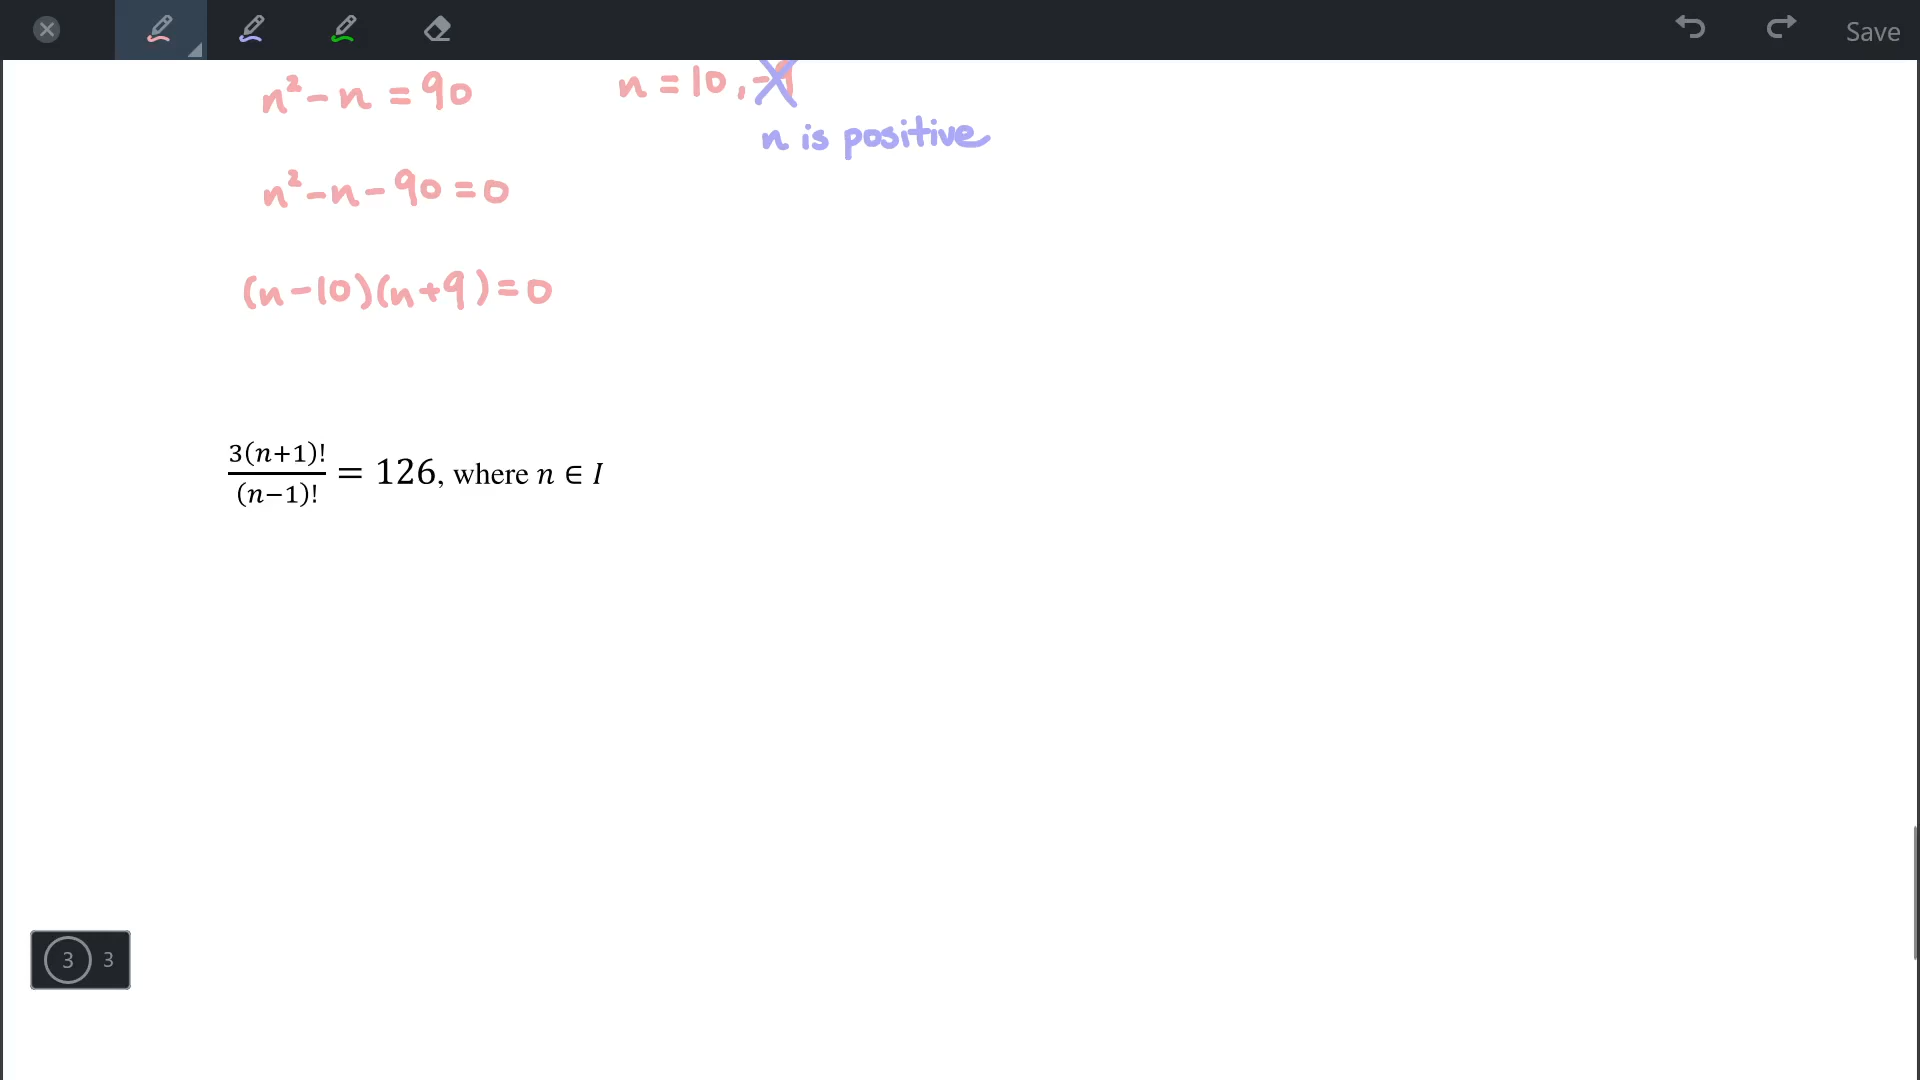 Save
n² - n = 90
n = 10, -9
n is positive
n² - n - 90 = 0
(n - 10)(n + 9) = 0
3(n+1)!
(n−1)!
= 126, where n ∈ I
3 3